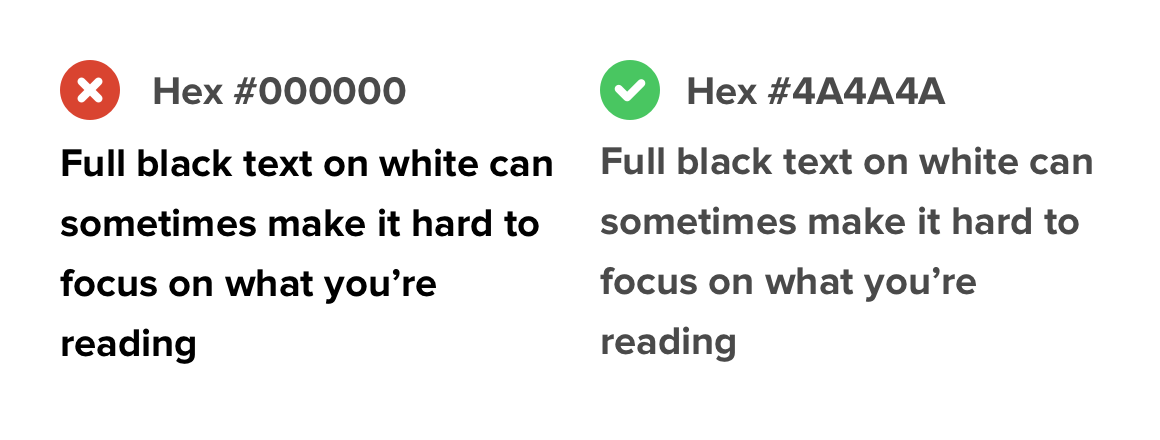 Hex #000000
Full black text on white can
sometimes make it hard to
focus on what you’re
reading
Hex #4A4A4A
Full black text on white can
sometimes make it hard to
focus on what you’re
reading